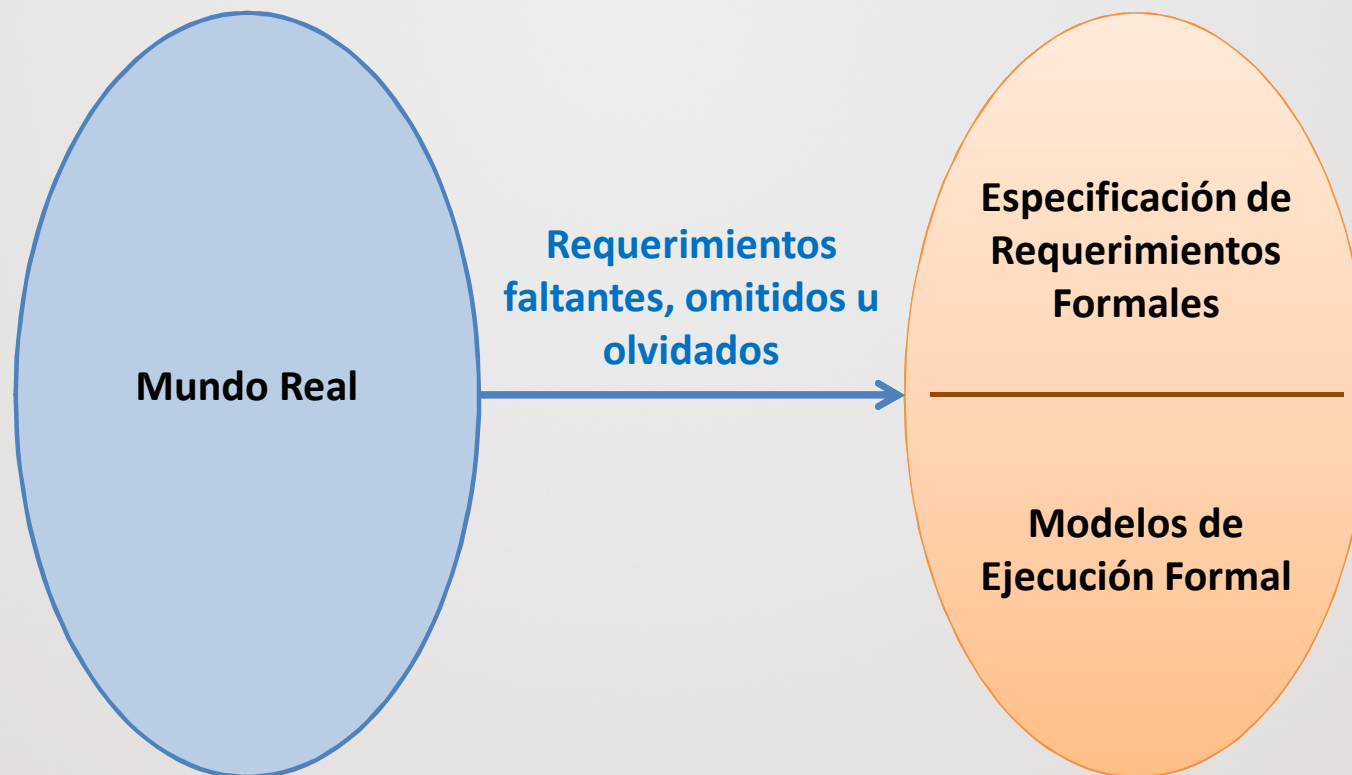 Mundo Real
Requerimientos
faltantes, omitidos u
olvidados
Especificación de
Requerimientos
Formales
Modelos de
Ejecución Formal